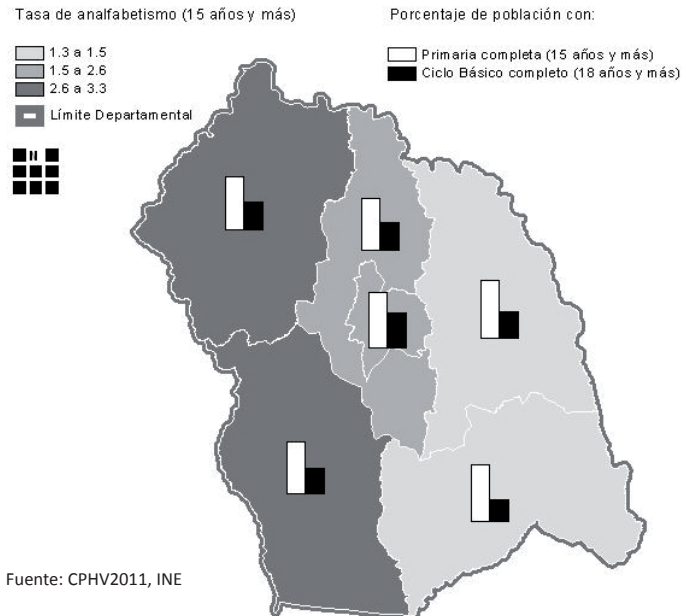 Tasa de analfabetismo (15 años y más)
1.3 a 1.5
1.5 a 2.6
2.6 a 3.3
Límite Departamental
Porcentaje de población con:
Primaria completa (15 años y más)
Ciclo Básico completo (18 años y más)
Fuente: CPHV2011, INE